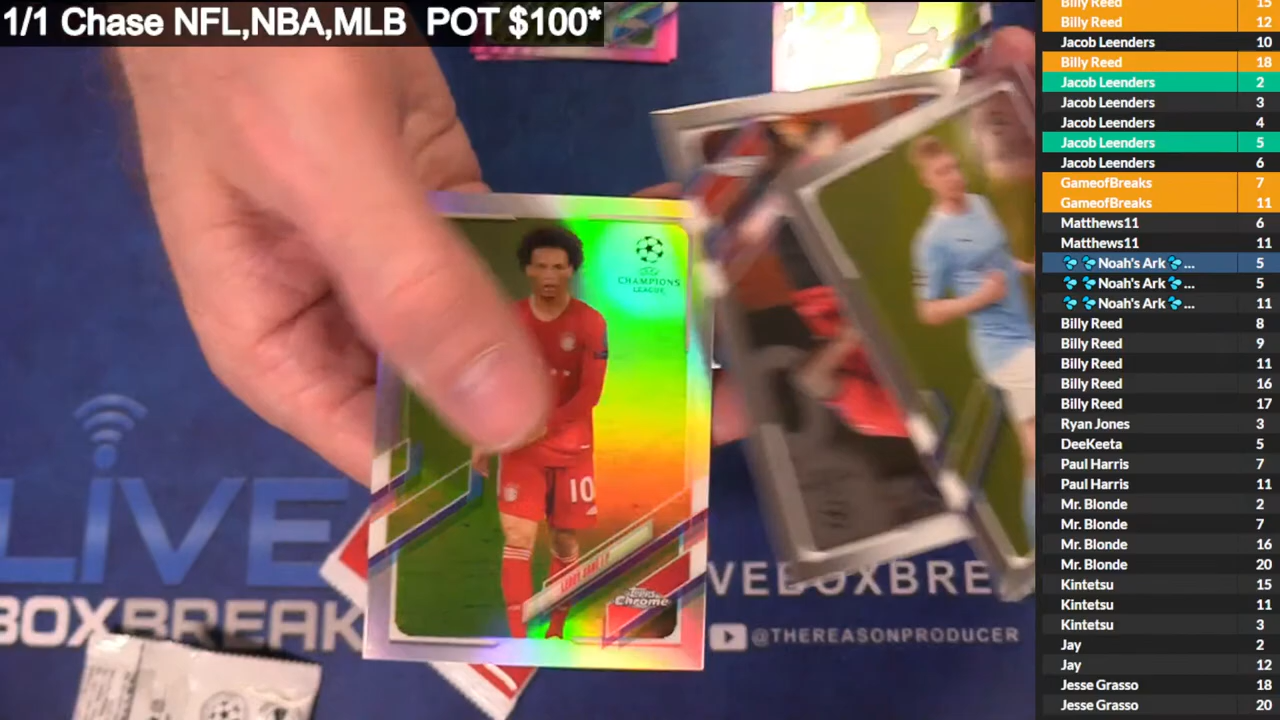 1/1 Chase NFL,NBA,MLB POT $100*
UEFA
CHAMPIONS
LEAGUE
10
Topps
Chrome
LIVE
BOXBREAK
VEBOXBRE
@THEREASONPRODUCER
Billy Reed 15
Billy Reed 12
Jacob Leenders 10
Billy Reed 18
Jacob Leenders 2
Jacob Leenders 3
Jacob Leenders 4
Jacob Leenders 5
Jacob Leenders 6
GameofBreaks 7
GameofBreaks 11
Matthews11 6
Matthews11 11
Noah's Ark ... 5
Noah's Ark ... 5
Noah's Ark ... 11
Billy Reed 8
Billy Reed 9
Billy Reed 11
Billy Reed 16
Billy Reed 17
Ryan Jones 3
DeeKeeta 5
Paul Harris 7
Paul Harris 11
Mr. Blonde 2
Mr. Blonde 7
Mr. Blonde 16
Mr. Blonde 20
Kintetsu 15
Kintetsu 11
Kintetsu 3
Jay 2
Jay 12
Jesse Grasso 18
Jesse Grasso 20